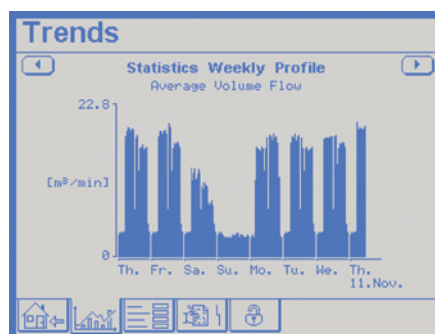 Trends
Statistics Weekly Profile
Average Volume Flow
22.8
[m³/min]
0
Th. Fr. Sa. Su. Mo. Tu. We. Th.
11.Nov.